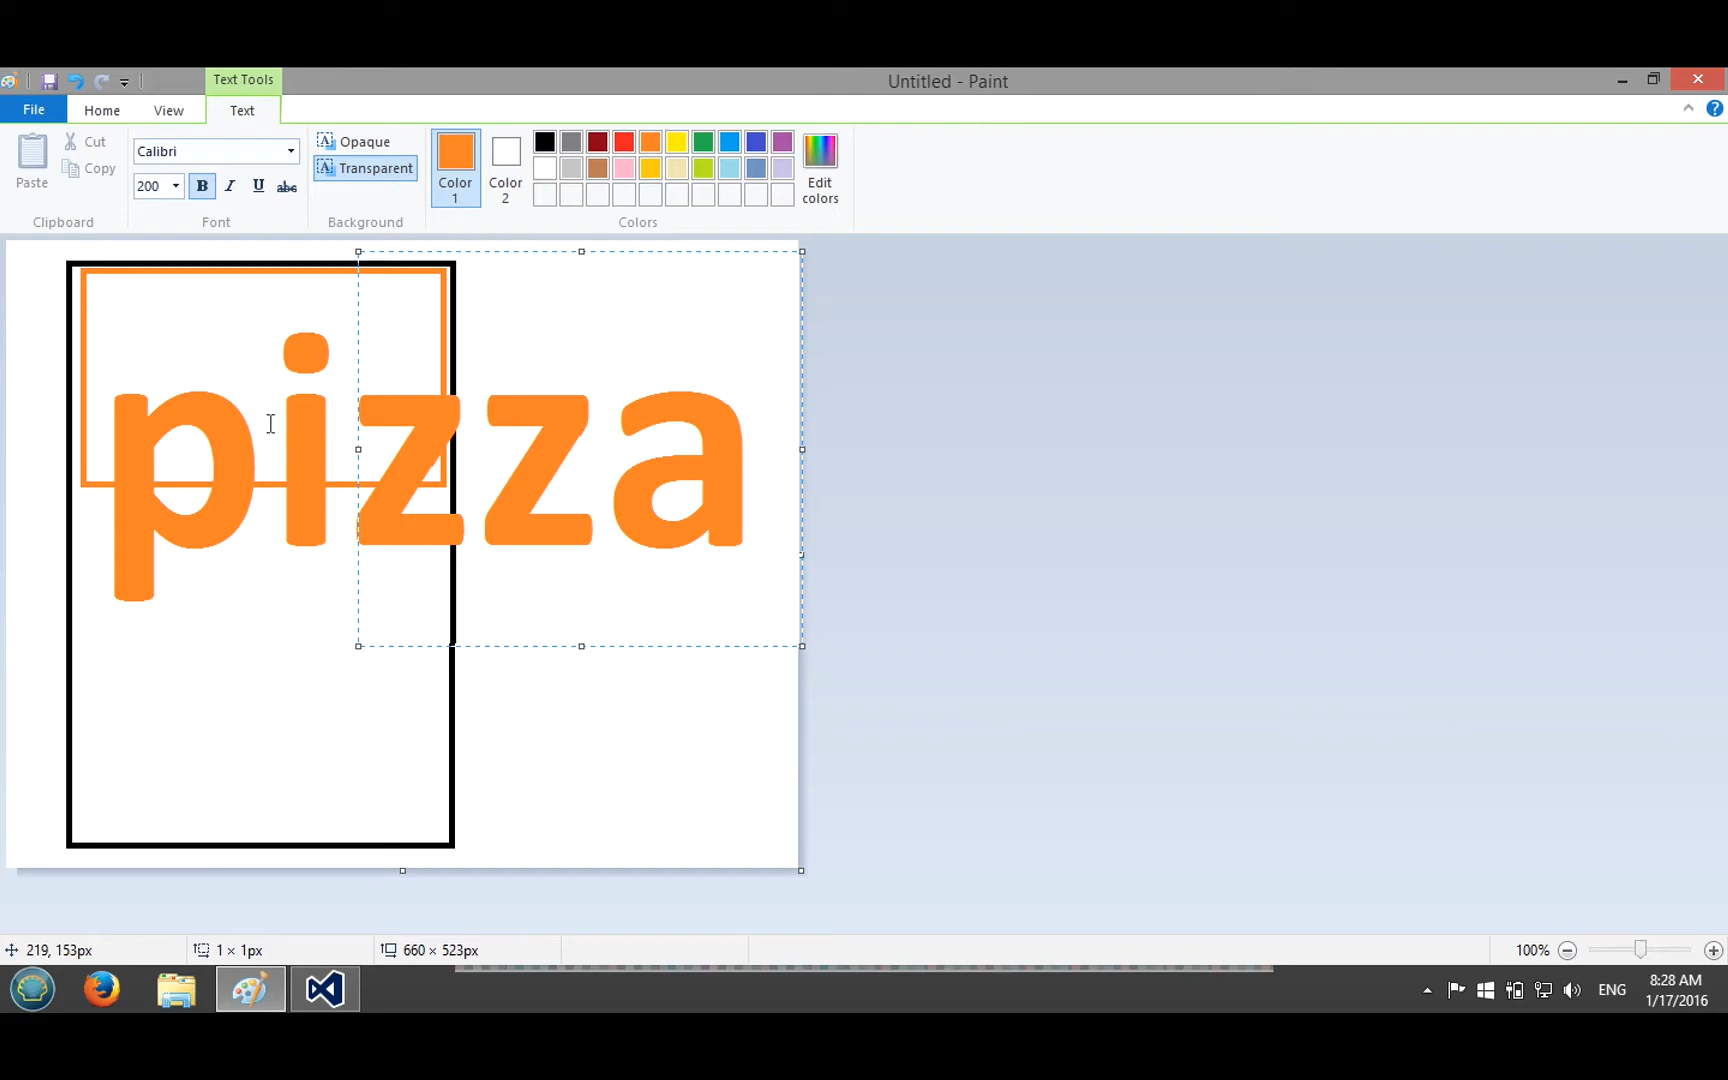 Text Tools
Untitled - Paint
File Home View Text
Paste
Cut
Copy
Clipboard
Calibri
200 B I U abc
Font
Opaque
Transparent
Background
Color 1
Color 2
Edit colors
Colors
pizza
219, 153px 1 × 1px 660 × 523px 100%
ENG
8:28 AM
1/17/2016